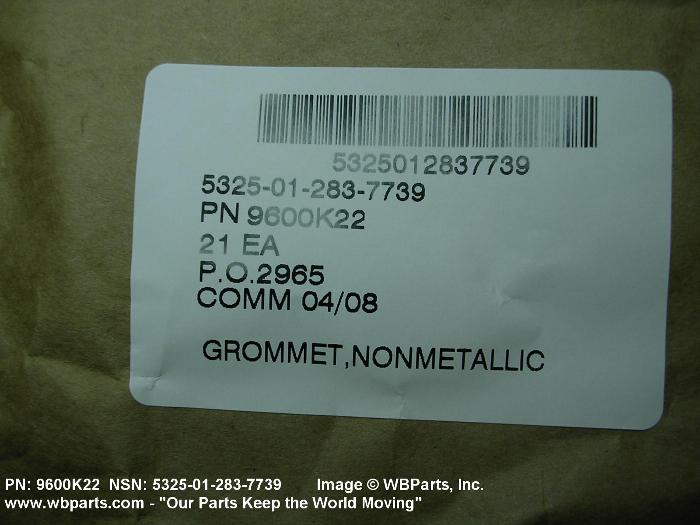 5325012837739
5325-01-283-7739
PN 9600K22
21 EA
P.O.2965
COMM 04/08
GROMMET,NONMETALLIC
PN: 9600K22 NSN: 5325-01-283-7739 Image © WBParts, Inc.
www.wbparts.com - "Our Parts Keep the World Moving"